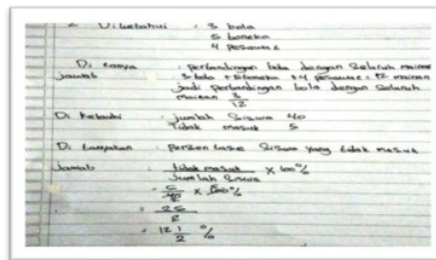 2 Diketahui : 3 bola
5 boneka
4 pesawat
Di tanya : perbandingan bola dengan seluruh mainan
jawab 3 bola + 5 boneka + 4 pesawat = 12 mainan
jadi perbandingan bola dengan seluruh
mainan 3/12
Di Ketahui : jumlah siswa 40
Tidak masuk 5
Di tanyakan : persentase siswa yang tidak masuk
jawab : tidak masuk / jumlah siswa x 100%
= 5/40 x 100%
= 25/2
= 12 1/2 %